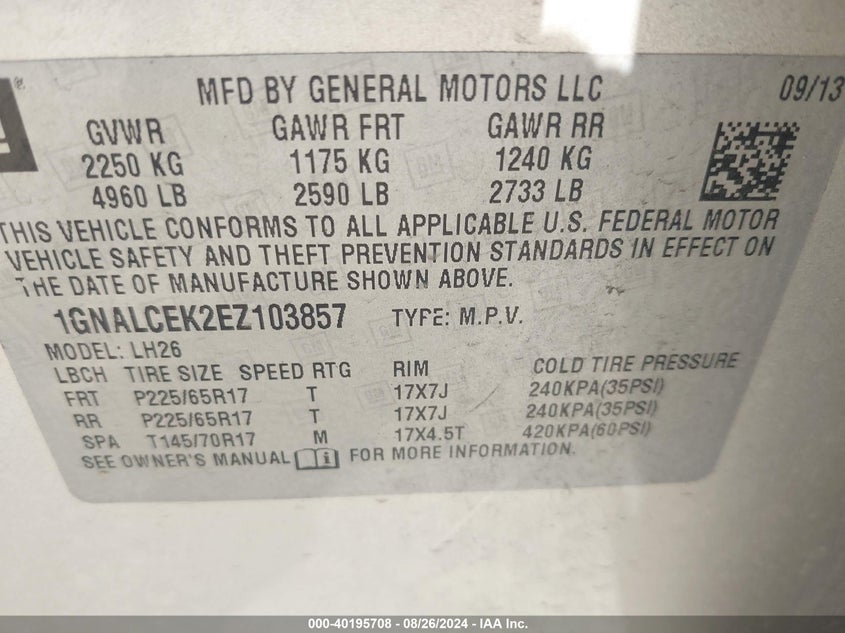 MFD BY GENERAL MOTORS LLC 09/13
GVWR GAWR FRT GAWR RR
2250 KG 1175 KG 1240 KG
4960 LB 2590 LB 2733 LB
THIS VEHICLE CONFORMS TO ALL APPLICABLE U.S. FEDERAL MOTOR
VEHICLE SAFETY AND THEFT PREVENTION STANDARDS IN EFFECT ON
THE DATE OF MANUFACTURE SHOWN ABOVE.
1GNALCEK2EZ103857 TYPE: M.P.V.
MODEL: LH26
LBCH TIRE SIZE SPEED RTG RIM COLD TIRE PRESSURE
FRT P225/65R17 T 17X7J 240KPA(35PSI)
RR P225/65R17 T 17X7J 240KPA(35PSI)
SPA T145/70R17 M 17X4.5T 420KPA(60PSI)
SEE OWNER'S MANUAL i FOR MORE INFORMATION.
000-40195708 - 08/26/2024 - IAA Inc.